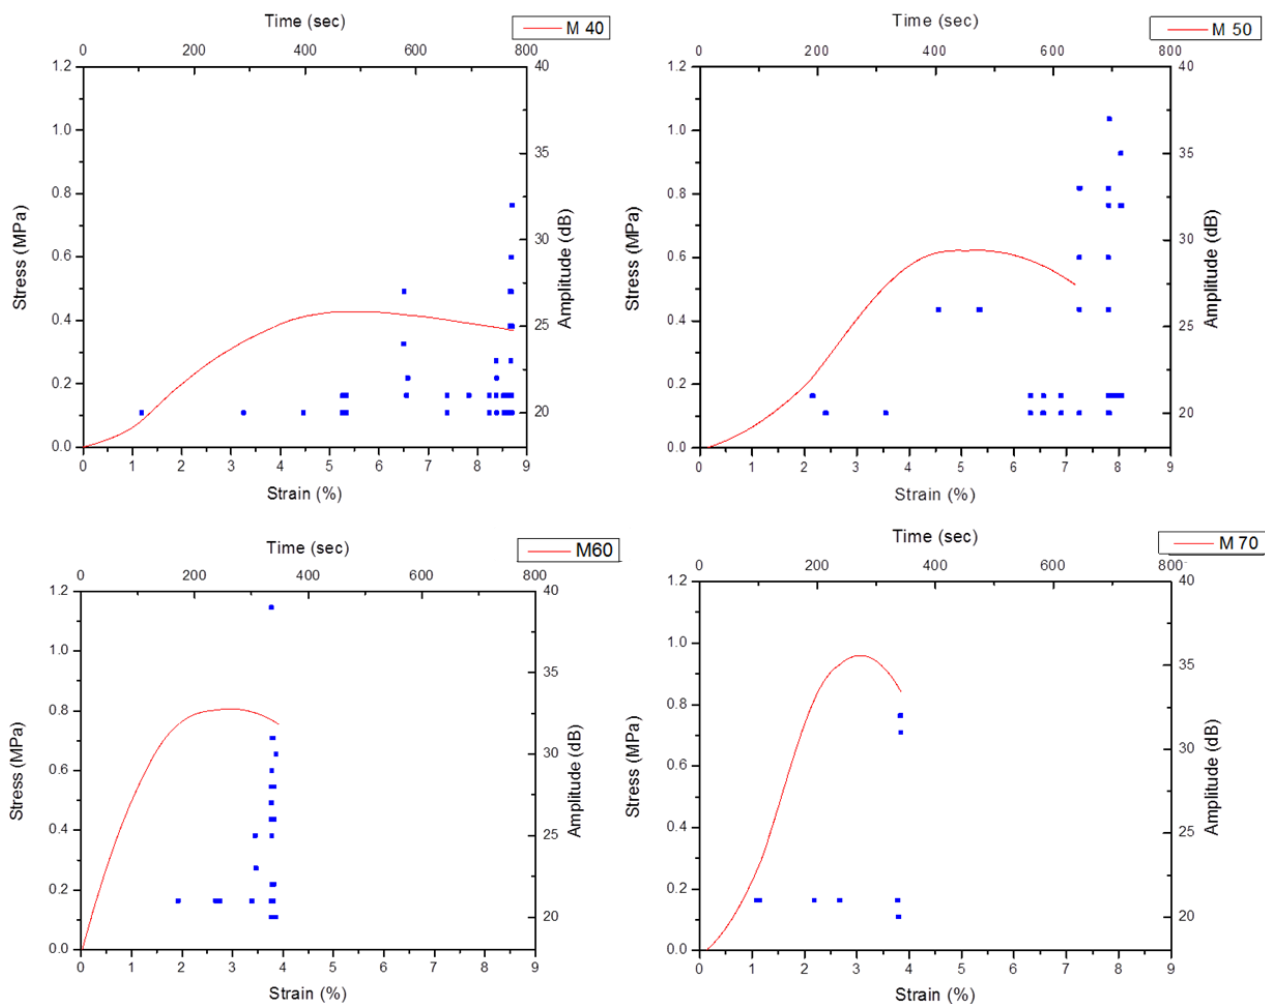 Time (sec)
M 40
0 200 400 600 800
1.2 1.0 0.8 0.6 0.4 0.2 0.0
Stress (MPa)
40 35 30 25 20
Amplitude (dB)
0 1 2 3 4 5 6 7 8 9
Strain (%)
Time (sec)
M 50
0 200 400 600 800
1.2 1.0 0.8 0.6 0.4 0.2 0.0
Stress (MPa)
40 35 30 25 20
Amplitude (dB)
0 1 2 3 4 5 6 7 8 9
Strain (%)
Time (sec)
M60
0 200 400 600 800
1.2 1.0 0.8 0.6 0.4 0.2 0.0
Stress (MPa)
40 35 30 25 20
Amplitude (dB)
0 1 2 3 4 5 6 7 8 9
Strain (%)
Time (sec)
M 70
0 200 400 600 800
1.2 1.0 0.8 0.6 0.4 0.2 0.0
Stress (MPa)
40 35 30 25 20
Amplitude (dB)
0 1 2 3 4 5 6 7 8 9
Strain (%)